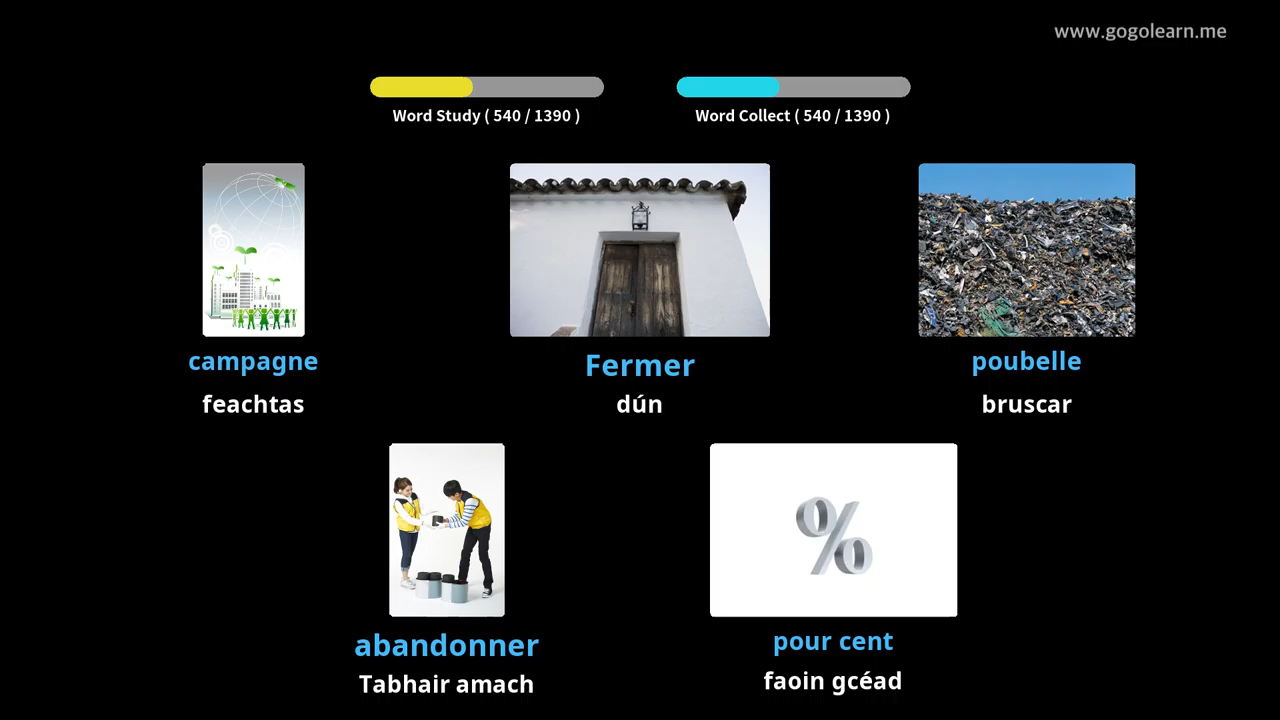 www.gogolearn.me
Word Study ( 540 / 1390 )
Word Collect ( 540 / 1390 )
campagne
feachtas
Fermer
dún
poubelle
bruscar
abandonner
Tabhair amach
%
pour cent
faoin gcéad